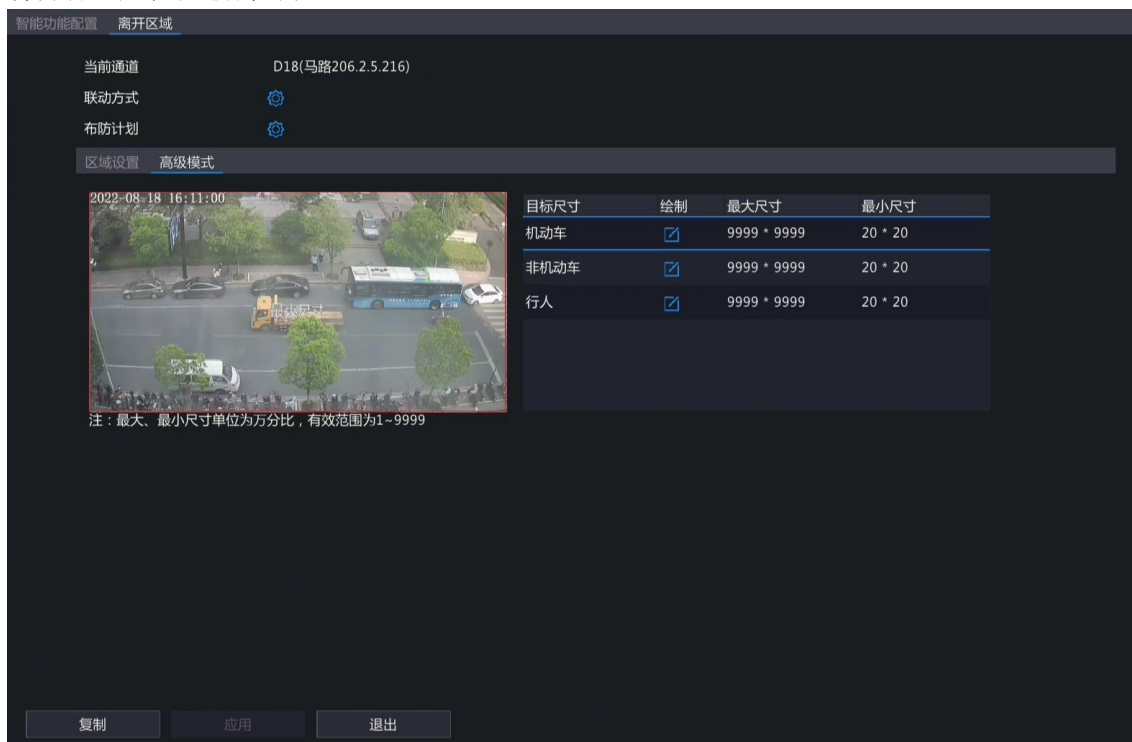 智能功能配置 离开区域
当前通道 D18(马路206.2.5.216)
联动方式
布防计划
区域设置 高级模式
2022-08-18 16:11:00
目标尺寸 绘制 最大尺寸 最小尺寸
机动车 9999 * 9999 20 * 20
非机动车 9999 * 9999 20 * 20
行人 9999 * 9999 20 * 20
注：最大、最小尺寸单位为万分比，有效范围为1~9999
复制 应用 退出